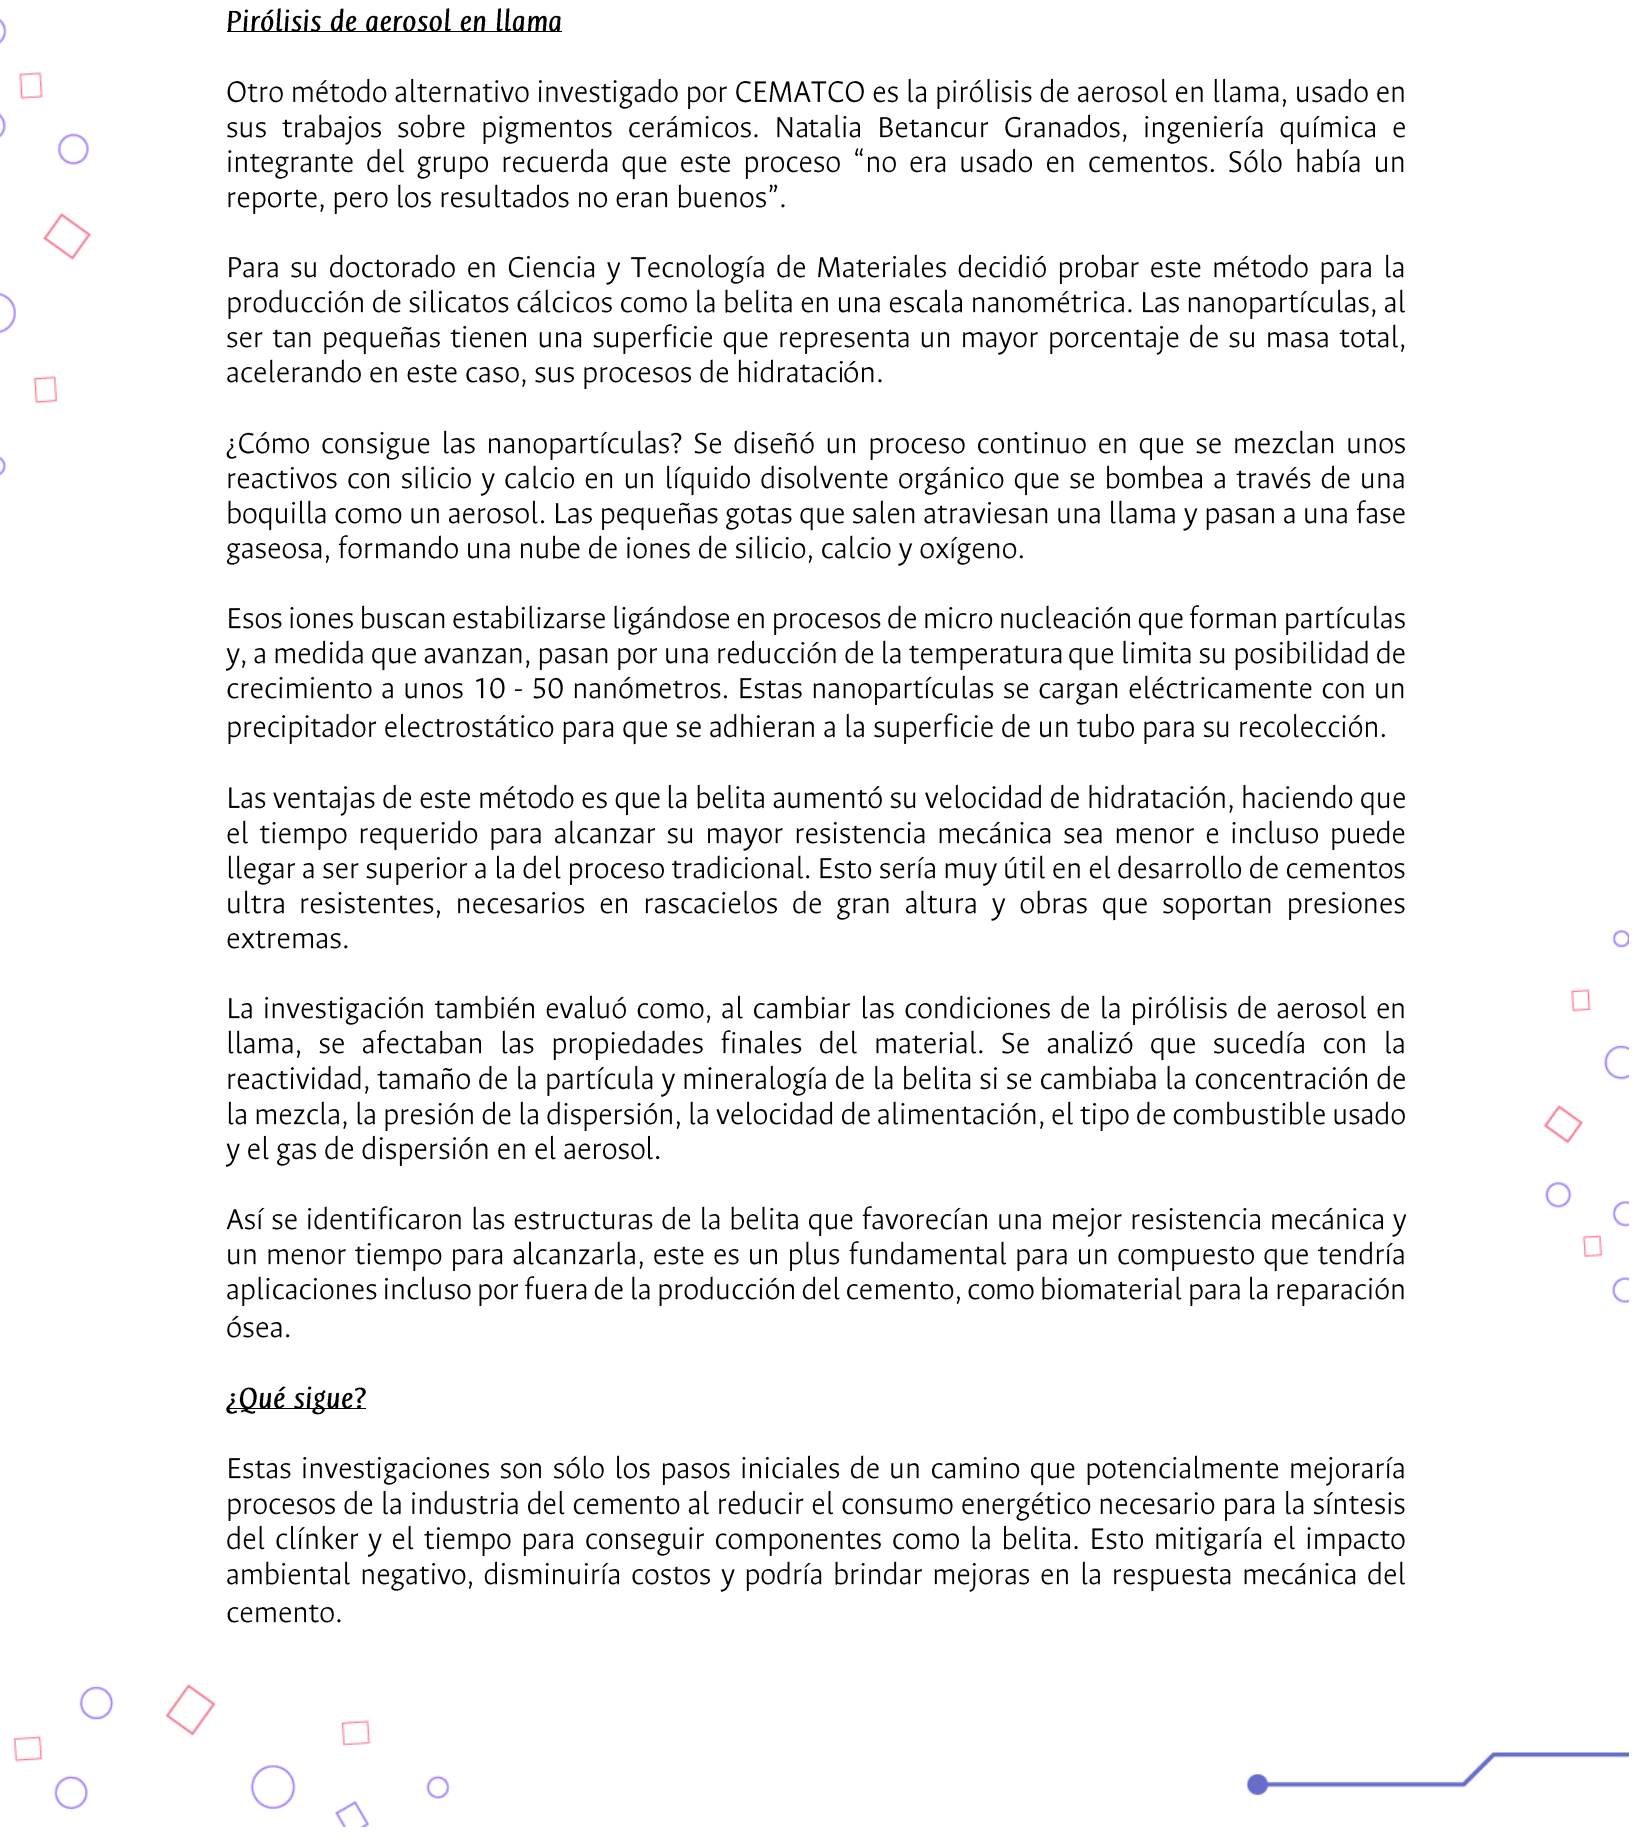 Pirólisis de aerosol en llama
Otro método alternativo investigado por CEMATCO es la pirólisis de aerosol en llama, usado en
sus trabajos sobre pigmentos cerámicos. Natalia Betancur Granados, ingeniería química e
integrante del grupo recuerda que este proceso “no era usado en cementos. Sólo había un
reporte, pero los resultados no eran buenos”.
Para su doctorado en Ciencia y Tecnología de Materiales decidió probar este método para la
producción de silicatos cálcicos como la belita en una escala nanométrica. Las nanopartículas, al
ser tan pequeñas tienen una superficie que representa un mayor porcentaje de su masa total,
acelerando en este caso, sus procesos de hidratación.
¿Cómo consigue las nanopartículas? Se diseñó un proceso continuo en que se mezclan unos
reactivos con silicio y calcio en un líquido disolvente orgánico que se bombea a través de una
boquilla como un aerosol. Las pequeñas gotas que salen atraviesan una llama y pasan a una fase
gaseosa, formando una nube de iones de silicio, calcio y oxígeno.
Esos iones buscan estabilizarse ligándose en procesos de micro nucleación que forman partículas
y, a medida que avanzan, pasan por una reducción de la temperatura que limita su posibilidad de
crecimiento a unos 10 - 50 nanómetros. Estas nanopartículas se cargan eléctricamente con un
precipitador electrostático para que se adhieran a la superficie de un tubo para su recolección.
Las ventajas de este método es que la belita aumentó su velocidad de hidratación, haciendo que
el tiempo requerido para alcanzar su mayor resistencia mecánica sea menor e incluso puede
llegar a ser superior a la del proceso tradicional. Esto sería muy útil en el desarrollo de cementos
ultra resistentes, necesarios en rascacielos de gran altura y obras que soportan presiones
extremas.
La investigación también evaluó como, al cambiar las condiciones de la pirólisis de aerosol en
llama, se afectaban las propiedades finales del material. Se analizó que sucedía con la
reactividad, tamaño de la partícula y mineralogía de la belita si se cambiaba la concentración de
la mezcla, la presión de la dispersión, la velocidad de alimentación, el tipo de combustible usado
y el gas de dispersión en el aerosol.
Así se identificaron las estructuras de la belita que favorecían una mejor resistencia mecánica y
un menor tiempo para alcanzarla, este es un plus fundamental para un compuesto que tendría
aplicaciones incluso por fuera de la producción del cemento, como biomaterial para la reparación
ósea.
¿Qué sigue?
Estas investigaciones son sólo los pasos iniciales de un camino que potencialmente mejoraría
procesos de la industria del cemento al reducir el consumo energético necesario para la síntesis
del clínker y el tiempo para conseguir componentes como la belita. Esto mitigaría el impacto
ambiental negativo, disminuiría costos y podría brindar mejoras en la respuesta mecánica del
cemento.